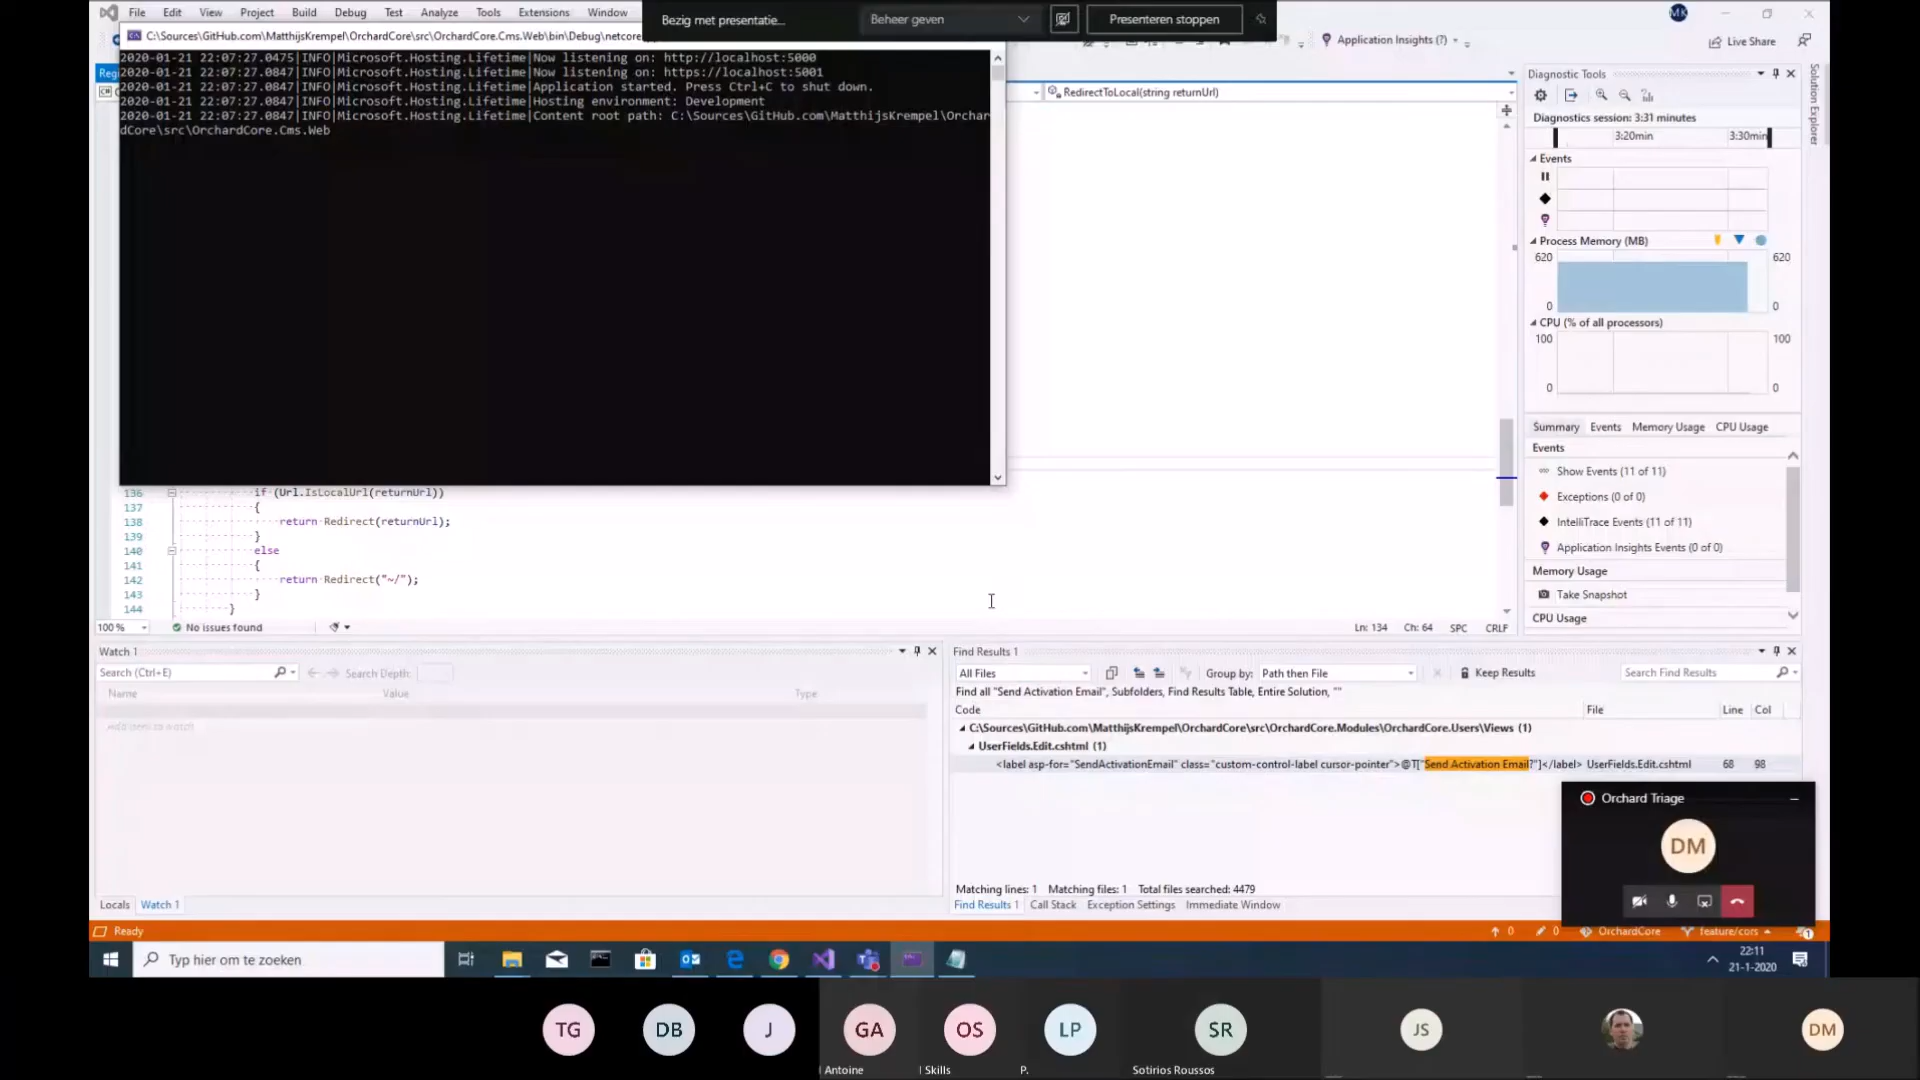 File Edit View Project Build Debug Test Analyze Tools Extensions Window
Bezig met presentatie... Beheer geven Presenteren stoppen
MK
C:\Sources\GitHub.com\MatthijsKrempel\OrchardCore\src\OrchardCore.Cms.Web\bin\Debug\netcore
Application Insights (?)
Live Share
2020-01-21 22:07:27.0475|INFO|Microsoft.Hosting.Lifetime|Now listening on: http://localhost:5000
2020-01-21 22:07:27.0847|INFO|Microsoft.Hosting.Lifetime|Now listening on: https://localhost:5001
2020-01-21 22:07:27.0847|INFO|Microsoft.Hosting.Lifetime|Application started. Press Ctrl+C to shut down.
2020-01-21 22:07:27.0847|INFO|Microsoft.Hosting.Lifetime|Hosting environment: Development
2020-01-21 22:07:27.0847|INFO|Microsoft.Hosting.Lifetime|Content root path: C:\Sources\GitHub.com\MatthijsKrempel\Orchar
dCore\src\OrchardCore.Cms.Web
RedirectToLocal(string returnUrl)
136 if (Url.IsLocalUrl(returnUrl))
137 {
138 return Redirect(returnUrl);
139 }
140 else
141 {
142 return Redirect("~/");
143 }
144 }
100 % No issues found Ln: 134 Ch: 64 SPC CRLF
Diagnostic Tools
Diagnostics session: 3:31 minutes
3:20min 3:30min
Events
Process Memory (MB)
620 620
0 0
CPU (% of all processors)
100 100
0 0
Summary Events Memory Usage CPU Usage
Events
Show Events (11 of 11)
Exceptions (0 of 0)
IntelliTrace Events (11 of 11)
Application Insights Events (0 of 0)
Memory Usage
Take Snapshot
CPU Usage
Solution Explorer
Watch 1
Search (Ctrl+E) Search Depth:
Name Value Type
Add item to watch
Locals Watch 1
Find Results 1
All Files Group by: Path then File Keep Results Search Find Results
Find all "Send Activation Email", Subfolders, Find Results Table, Entire Solution, ""
Code File Line Col
C:\Sources\GitHub.com\MatthijsKrempel\OrchardCore\src\OrchardCore.Modules\OrchardCore.Users\Views (1)
UserFields.Edit.cshtml (1)
<label asp-for="SendActivationEmail" class="custom-control-label cursor-pointer">@T["Send Activation Email?"]</label> UserFields.Edit.cshtml 68 98
Matching lines: 1 Matching files: 1 Total files searched: 4479
Find Results 1 Call Stack Exception Settings Immediate Window
Orchard Triage
DM
Ready
0 0 OrchardCore feature/cors 1
Typ hier om te zoeken
22:11
21-1-2020
TG DB J GA OS LP SR JS DM
Antoine Skills P. Sotirios Roussos